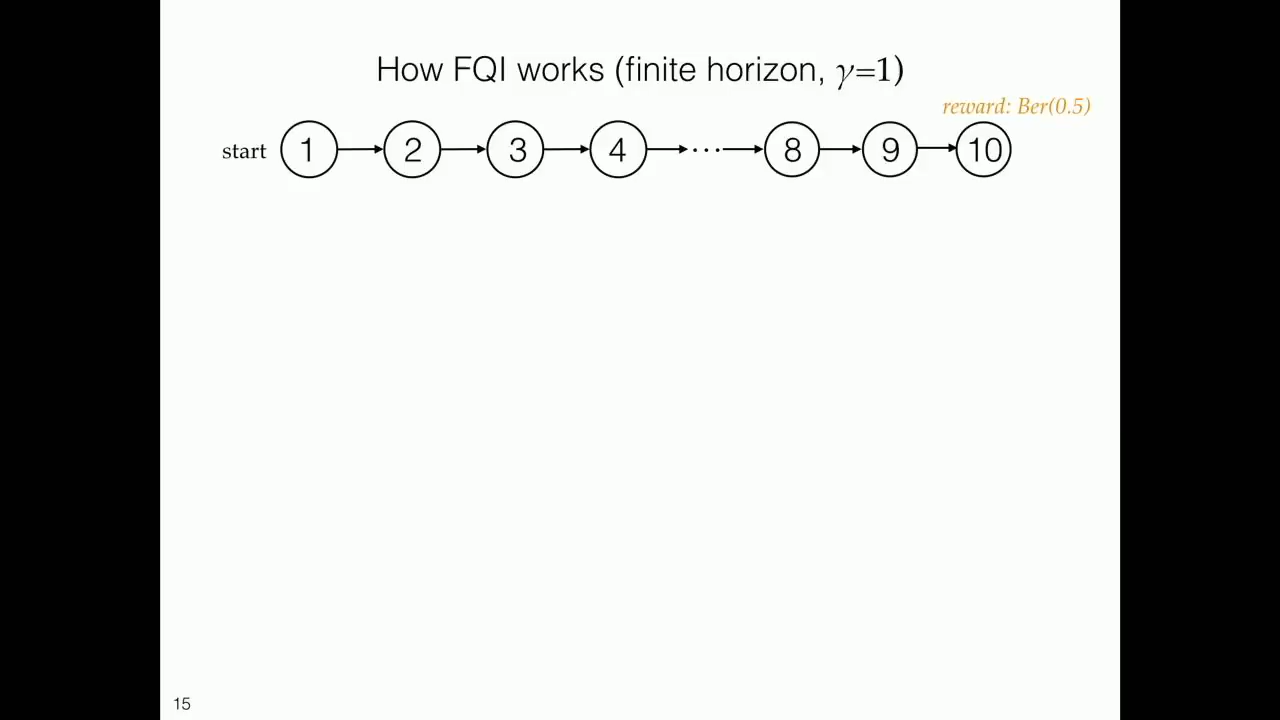 How FQI works (finite horizon, γ=1)
reward: Ber(0.5)
start 1 2 3 4 ··· 8 9 10
15